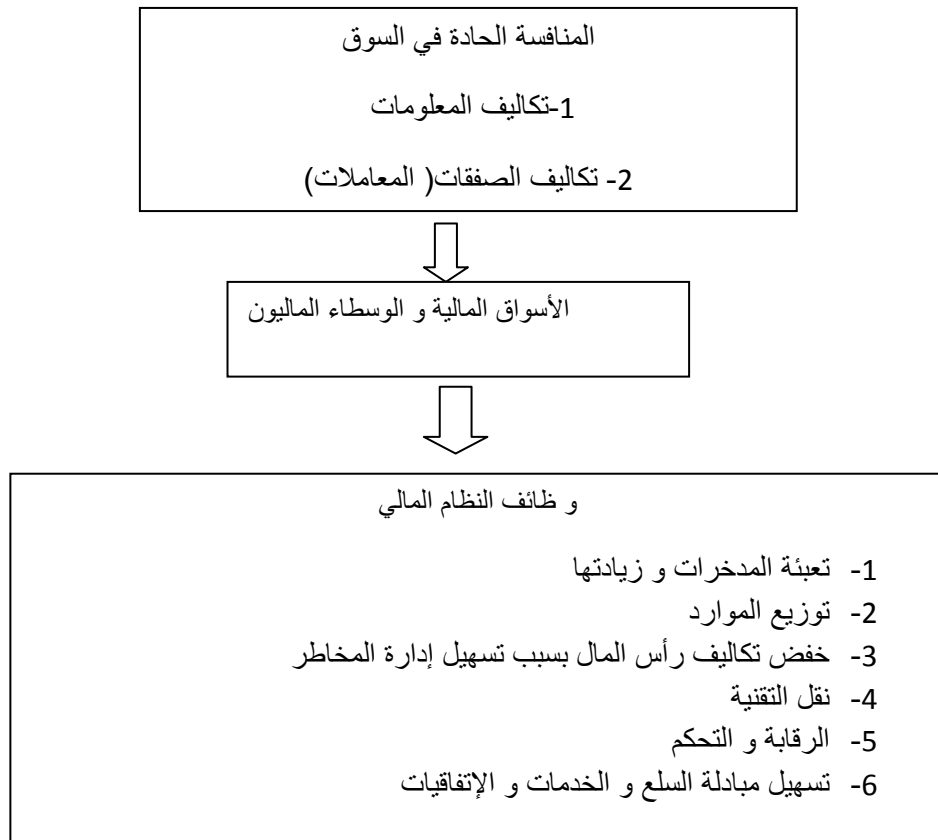 المنافسة الحادة في السوق
1-تكاليف المعلومات
2- تكاليف الصفقات( المعاملات)
الأسواق المالية و الوسطاء الماليون
و ظائف النظام المالي
1- تعبئة المدخرات و زيادتها
2- توزيع الموارد
3- خفض تكاليف رأس المال بسبب تسهيل إدارة المخاطر
4- نقل التقنية
5- الرقابة و التحكم
6- تسهيل مبادلة السلع و الخدمات و الإتفاقيات